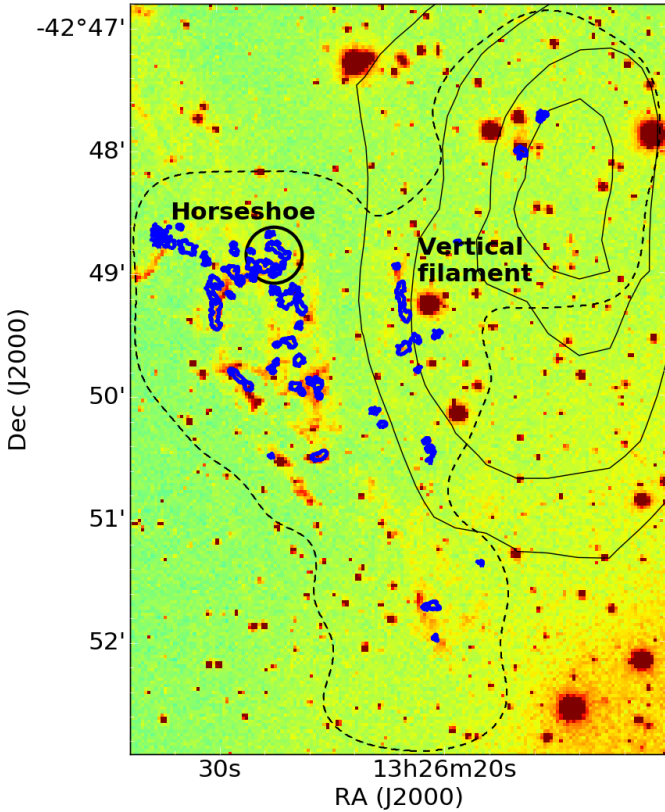 -42°47'
48'
Horseshoe
Vertical
filament
49'
50'
51'
52'
Dec (J2000)
30s
13h26m20s
RA (J2000)